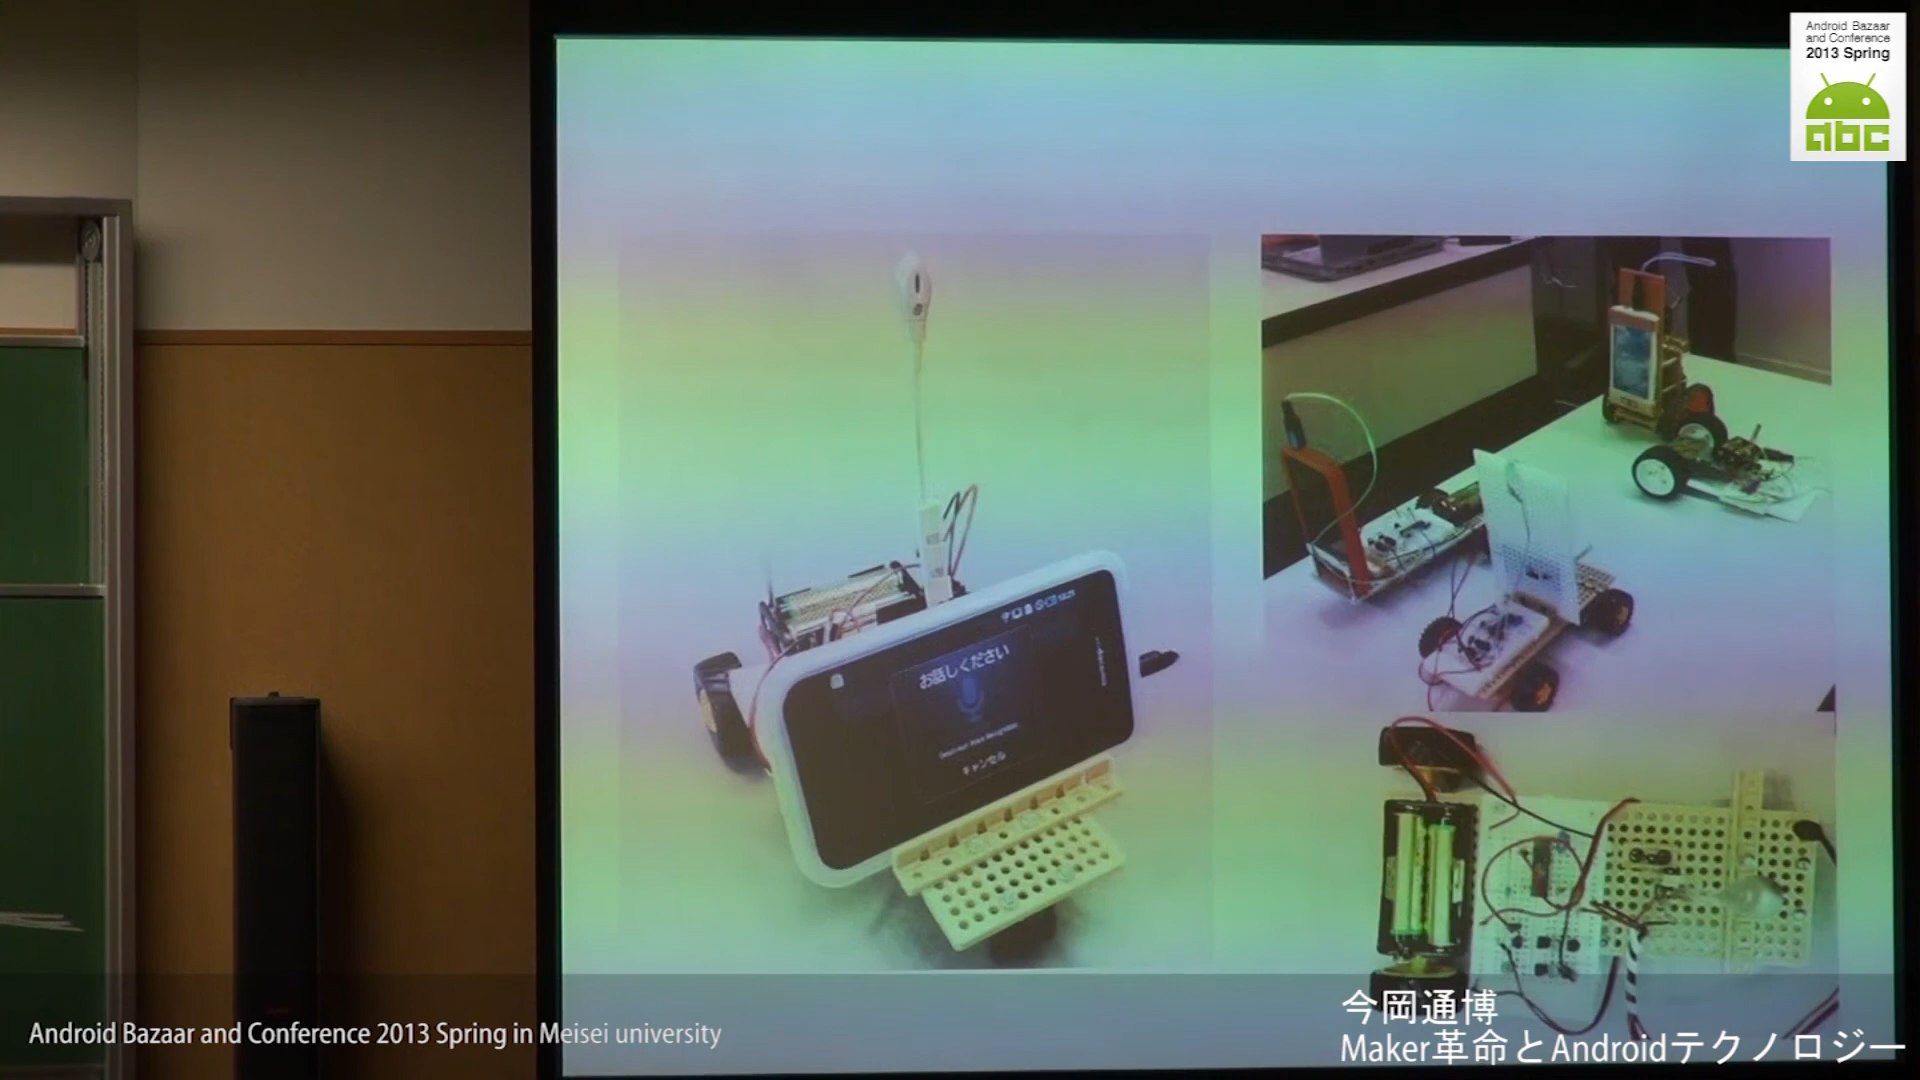 Android Bazaar
and Conference
2013 Spring
abc
お話しください
キャンセル
今岡通博
Maker革命とAndroidテクノロジー
Android Bazaar and Conference 2013 Spring in Meisei university